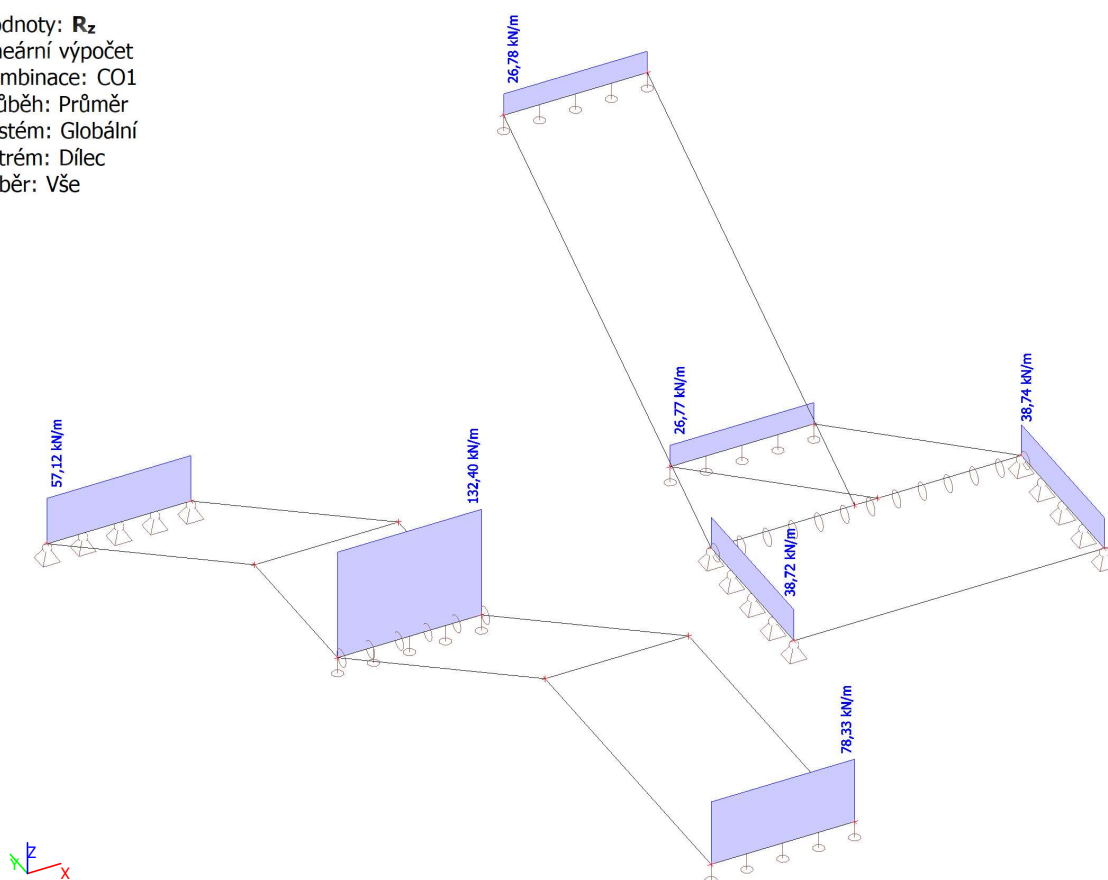 odnoty: Rz
neární výpočet
mbinace: CO1
ůběh: Průměr
stém: Globální
trém: Dílec
běr: Vše
26,78 kN/m
26,77 kN/m
38,74 kN/m
57,12 kN/m
132,40 kN/m
38,72 kN/m
78,33 kN/m
Z
Y
X